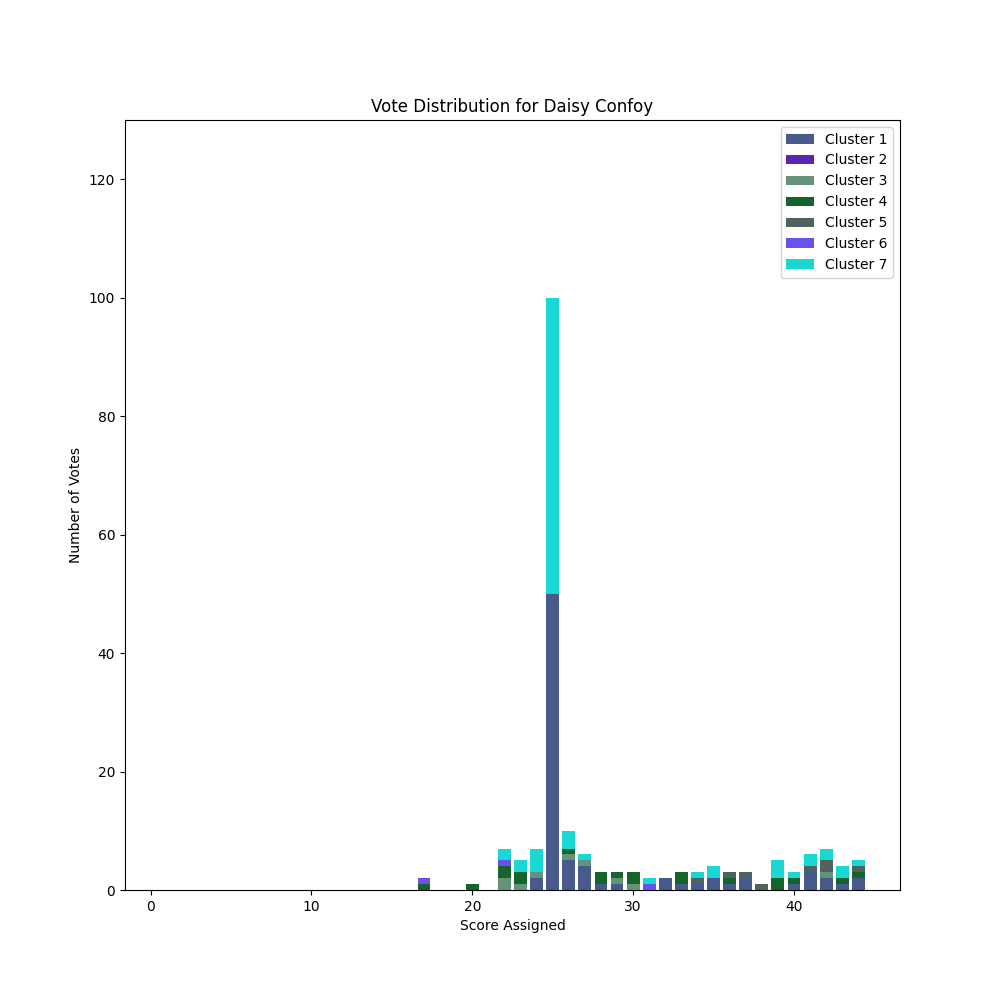 Vote Distribution for Daisy Confoy
Cluster 1
Cluster 2
Cluster 3
Cluster 4
Cluster 5
Cluster 6
Cluster 7
120
100
80
60
40
20
0
Number of Votes
0 10 20 30 40
Score Assigned